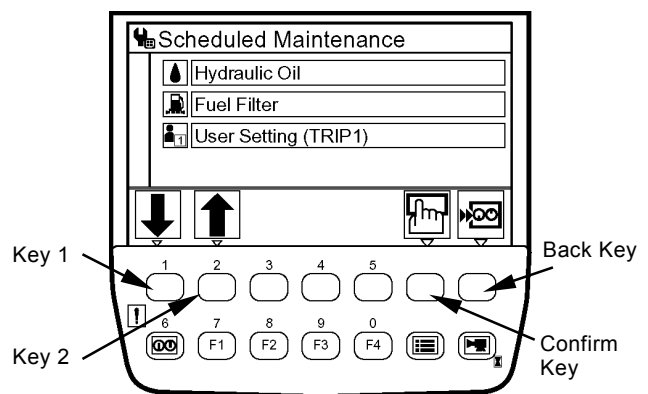 Scheduled Maintenance
Hydraulic Oil
Fuel Filter
1
User Setting (TRIP1)
Key 1
Back Key
1 2 3 4 5
Key 2
!
6 7 8 9 0
F1 F2 F3 F4
Confirm
Key